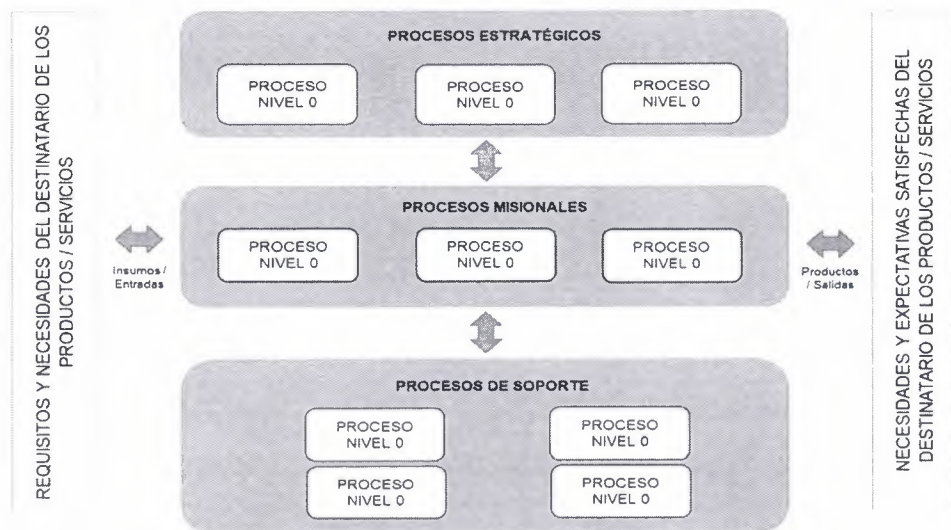 REQUISITOS Y NECESIDADES DEL DESTINATARIO DE LOS
PRODUCTOS / SERVICIOS
Insumos /
Entradas
PROCESOS ESTRATÉGICOS
PROCESO
NIVEL 0
PROCESO
NIVEL 0
PROCESO
NIVEL 0
PROCESOS MISIONALES
PROCESO
NIVEL 0
PROCESO
NIVEL 0
PROCESO
NIVEL 0
PROCESOS DE SOPORTE
PROCESO
NIVEL 0
PROCESO
NIVEL 0
PROCESO
NIVEL 0
PROCESO
NIVEL 0
Productos
/ Salidas
NECESIDADES Y EXPECTATIVAS SATISFECHAS DEL
DESTINATARIO DE LOS PRODUCTOS / SERVICIOS